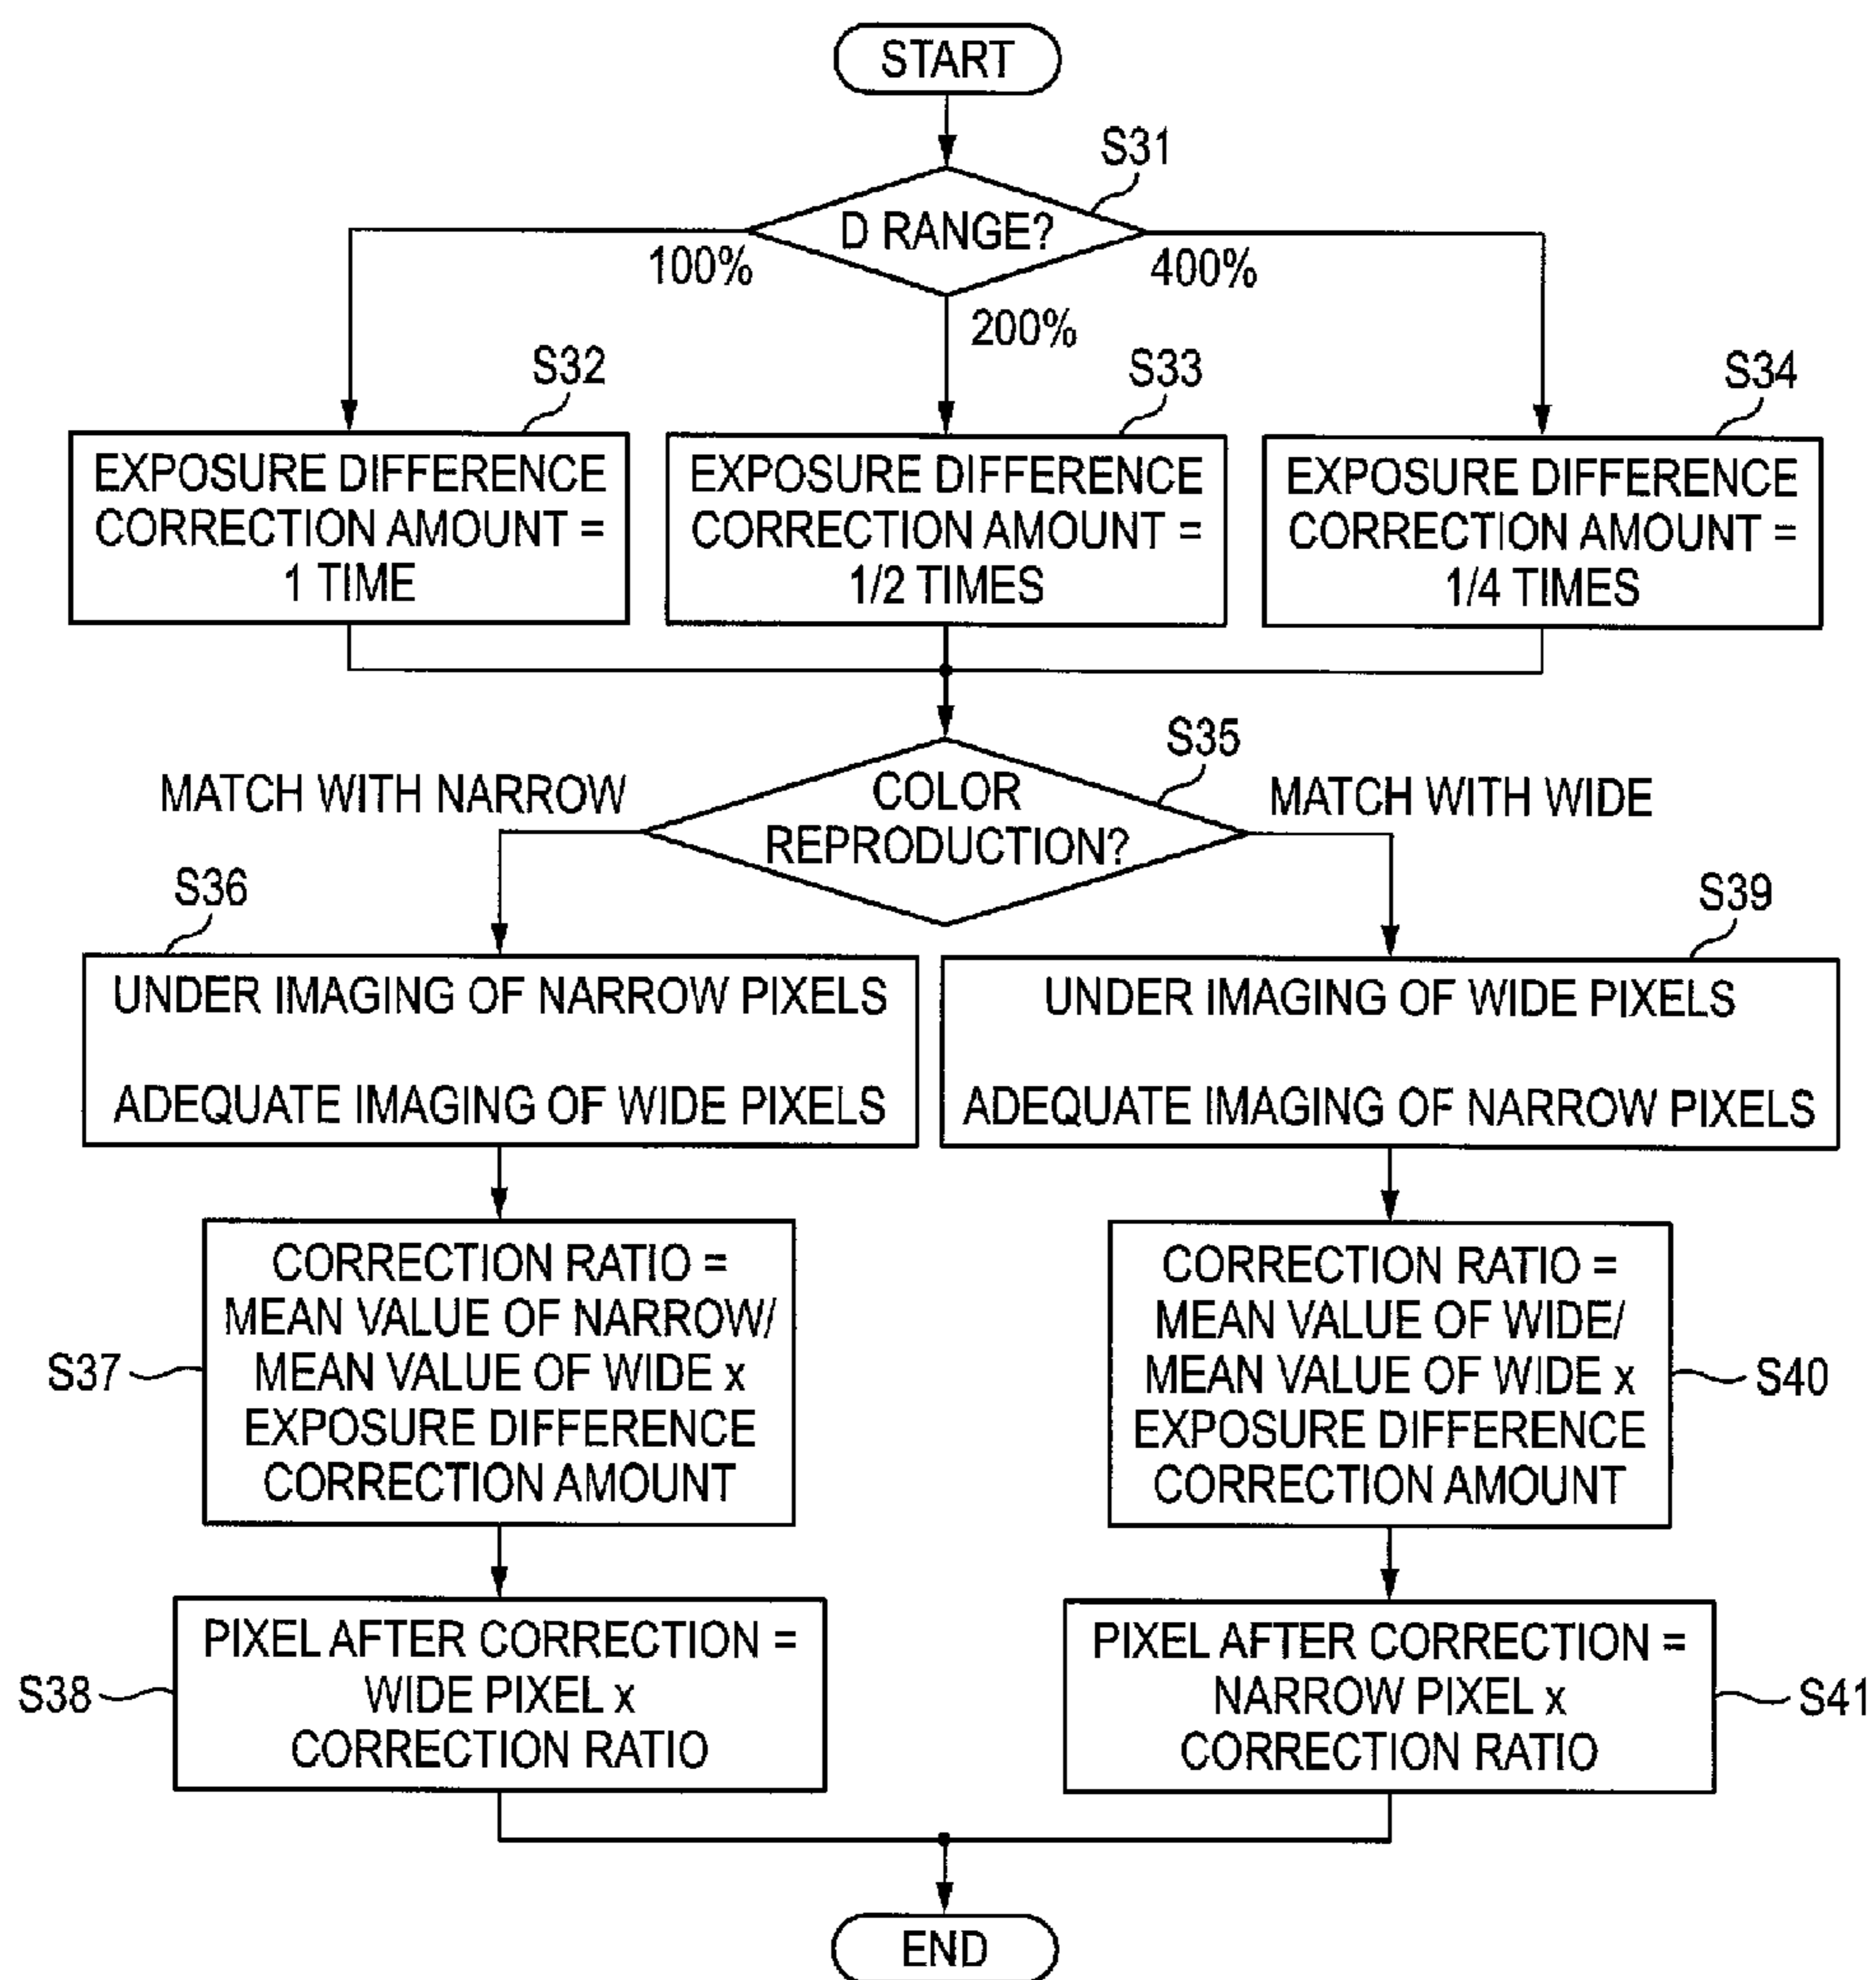 START
S31
D RANGE?
100%
400%
200%
S32
S33
S34
EXPOSURE DIFFERENCE
CORRECTION AMOUNT =
1 TIME
EXPOSURE DIFFERENCE
CORRECTION AMOUNT =
1/2 TIMES
EXPOSURE DIFFERENCE
CORRECTION AMOUNT =
1/4 TIMES
S35
MATCH WITH NARROW
COLOR
REPRODUCTION?
MATCH WITH WIDE
S36
S39
UNDER IMAGING OF NARROW PIXELS
ADEQUATE IMAGING OF WIDE PIXELS
UNDER IMAGING OF WIDE PIXELS
ADEQUATE IMAGING OF NARROW PIXELS
S37
CORRECTION RATIO =
MEAN VALUE OF NARROW/
MEAN VALUE OF WIDE x
EXPOSURE DIFFERENCE
CORRECTION AMOUNT
CORRECTION RATIO =
MEAN VALUE OF WIDE/
MEAN VALUE OF WIDE x
EXPOSURE DIFFERENCE
CORRECTION AMOUNT
S40
S38
PIXEL AFTER CORRECTION =
WIDE PIXEL x
CORRECTION RATIO
PIXEL AFTER CORRECTION =
NARROW PIXEL x
CORRECTION RATIO
S41
END